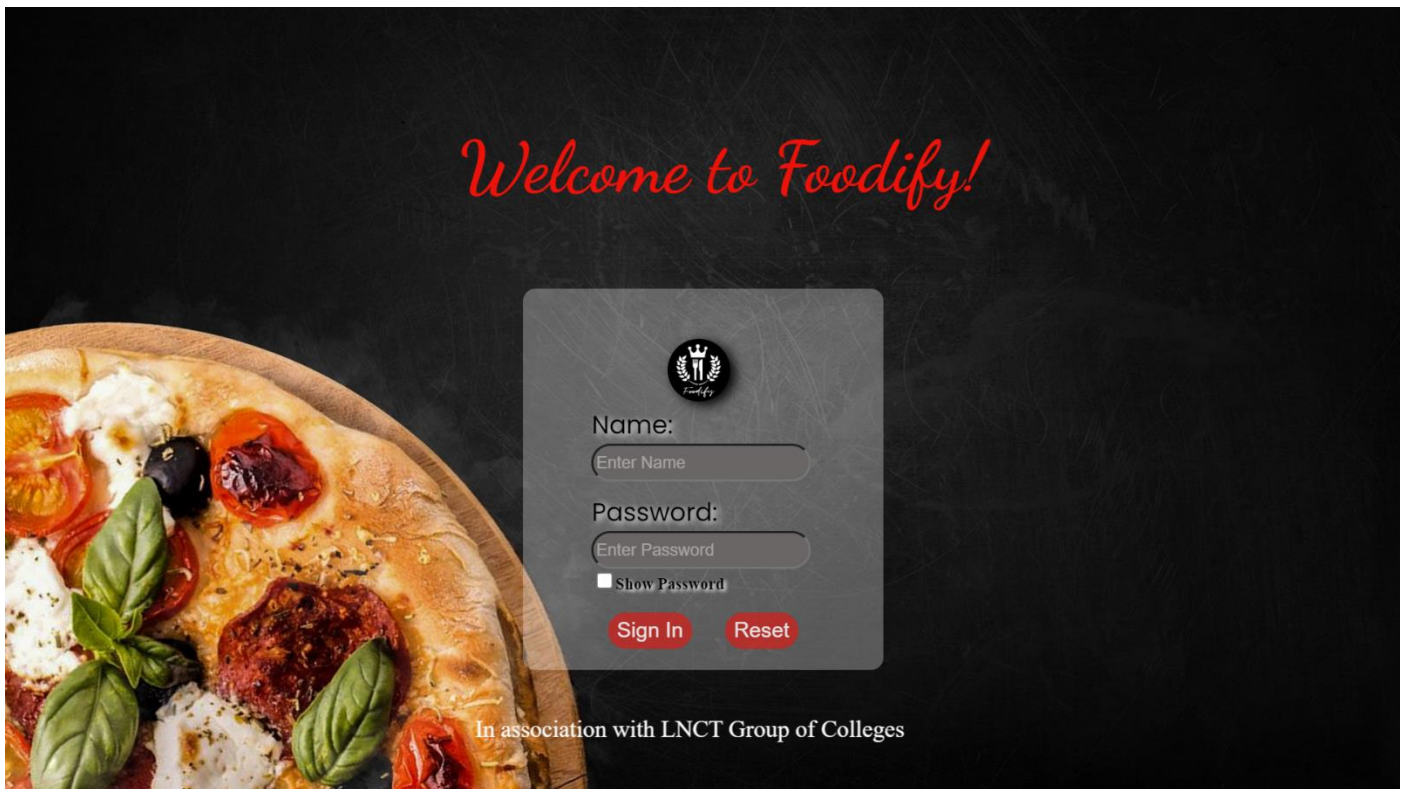 Welcome to Foodify!
Foodify
Name:
Enter Name
Password:
Enter Password
Show Password
Sign In Reset
In association with LNCT Group of Colleges